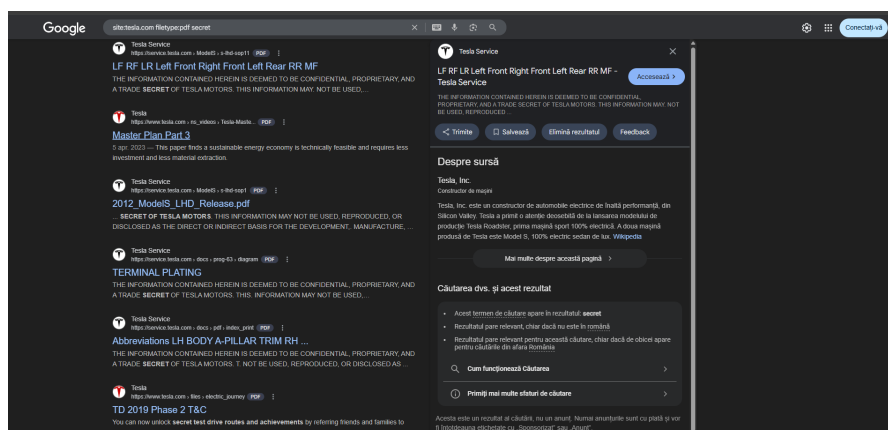 Google
site:tesla.com filetype:pdf secret
Conectați-vă
Tesla Service
https://service.tesla.com › ModelS › s-lhd-sop11 PDF
LF RF LR Left Front Right Front Left Rear RR MF
THE INFORMATION CONTAINED HEREIN IS DEEMED TO BE CONFIDENTIAL, PROPRIETARY, AND
A TRADE SECRET OF TESLA MOTORS. THIS INFORMATION MAY. NOT BE USED,...
Tesla
https://www.tesla.com › ns_videos › Tesla-Maste... PDF
Master Plan Part 3
5 apr. 2023 — This paper finds a sustainable energy economy is technically feasible and requires less
investment and less material extraction.
Tesla Service
https://service.tesla.com › ModelS › s-lhd-sop1 PDF
2012_ModelS_LHD_Release.pdf
... SECRET OF TESLA MOTORS. THIS INFORMATION MAY NOT BE USED, REPRODUCED, OR
DISCLOSED AS THE DIRECT OR INDIRECT BASIS FOR THE DEVELOPMENT, MANUFACTURE, ...
Tesla Service
https://service.tesla.com › docs › prog-63 › diagram PDF
TERMINAL PLATING
THE INFORMATION CONTAINED HEREIN IS DEEMED TO BE CONFIDENTIAL, PROPRIETARY, AND
A TRADE SECRET OF TESLA MOTORS. THIS. INFORMATION MAY NOT BE USED,...
Tesla Service
https://service.tesla.com › docs › pdf › index_print PDF
Abbreviations LH BODY A-PILLAR TRIM RH ...
THE INFORMATION CONTAINED HEREIN IS DEEMED TO BE CONFIDENTIAL, PROPRIETARY, AND
A TRADE SECRET OF TESLA MOTORS. T. NOT BE USED, REPRODUCED, OR DISCLOSED AS ...
Tesla
https://www.tesla.com › files › electric_journey PDF
TD 2019 Phase 2 T&C
You can now unlock secret test drive routes and achievements by referring friends and families to
Tesla Service
LF RF LR Left Front Right Front Left Rear RR MF -
Tesla Service
Accesează
THE INFORMATION CONTAINED HEREIN IS DEEMED TO BE CONFIDENTIAL,
PROPRIETARY, AND A TRADE SECRET OF TESLA MOTORS. THIS INFORMATION MAY. NOT
BE USED, REPRODUCED ...
Trimite
Salvează
Elimină rezultatul
Feedback
Despre sursă
Tesla, Inc.
Constructor de mașini
Tesla, Inc. este un constructor de automobile electrice de înaltă performanță, din
Silicon Valley. Tesla a primit o atenție deosebită de la lansarea modelului de
producție Tesla Roadster, prima mașină sport 100% electrică. A doua mașină
produsă de Tesla este Model S, 100% electric sedan de lux. Wikipedia
Mai multe despre această pagină
Căutarea dvs. și acest rezultat
• Acest termen de căutare apare în rezultatul: secret
• Rezultatul pare relevant, chiar dacă nu este în română
• Rezultatul pare relevant pentru această căutare, chiar dacă de obicei apare
pentru căutările din afara România
Cum funcționează Căutarea
Primiți mai multe sfaturi de căutare
Acesta este un rezultat al căutării, nu un anunț. Numai anunțurile sunt cu plată și vor
fi întotdeauna etichetate cu „Sponsorizat" sau „Anunț".